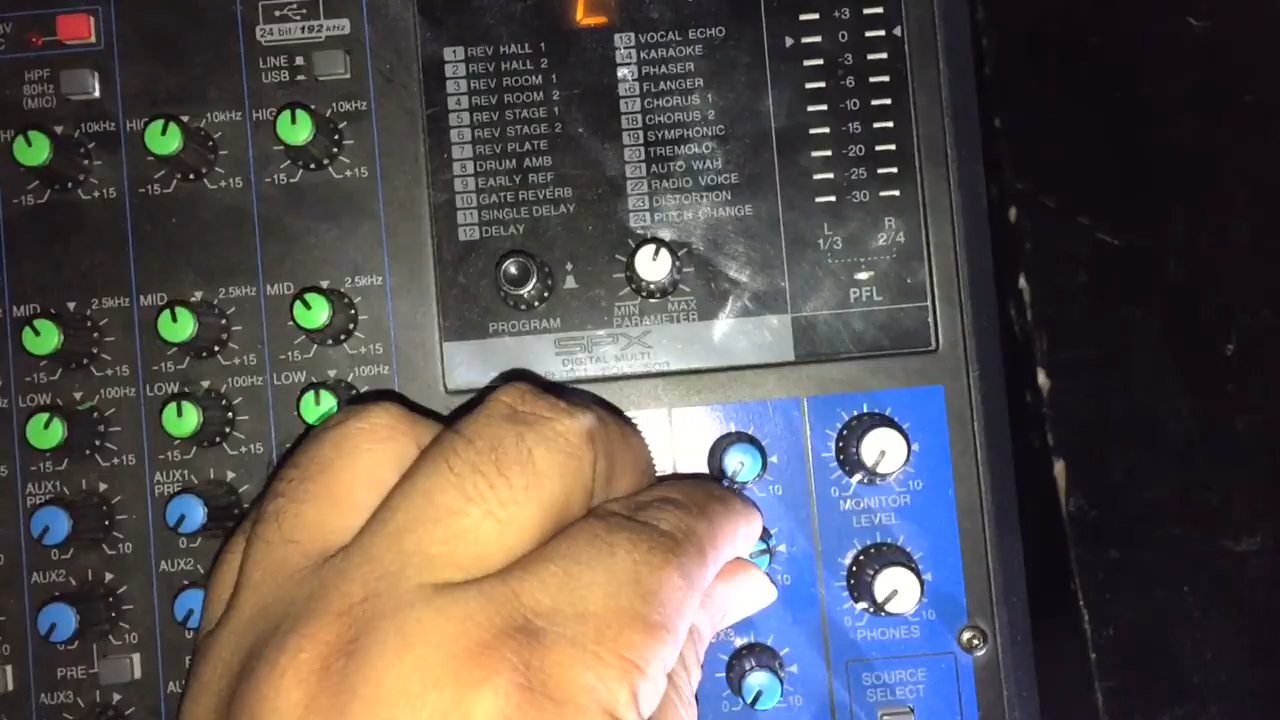 24 bit/192 kHz
LINE
USB
HPF
80Hz
(MIC)
10kHz
10kHz
10kHz
-15 +15
-15 +15
-15 +15
MID 2.5kHz
MID 2.5kHz
MID 2.5kHz
-15 +15
-15 +15
-15 +15
LOW 100Hz
LOW 100Hz
LOW 100Hz
-15 +15
-15 +15
AUX1
PRE
0 10
AUX1
PRE
0
AUX2
0 10
AUX2
0
PRE
AUX3
1 REV HALL 1
2 REV HALL 2
3 REV ROOM 1
4 REV ROOM 2
5 REV STAGE 1
6 REV STAGE 2
7 REV PLATE
8 DRUM AMB
9 EARLY REF
10 GATE REVERB
11 SINGLE DELAY
12 DELAY
13 VOCAL ECHO
14 KARAOKE
PHASER
16 FLANGER
17 CHORUS 1
18 CHORUS 2
19 SYMPHONIC
20 TREMOLO
21 AUTO WAH
22 RADIO VOICE
23 DISTORTION
24 PITCH CHANGE
PROGRAM
MIN MAX
PARAMETER
SPX
DIGITAL MULTI
+3
0
-3
-6
-10
-15
-20
-25
-30
L R
1/3 2/4
PFL
10
10
0 10
0 10
MONITOR
LEVEL
0 10
PHONES
SOURCE
SELECT